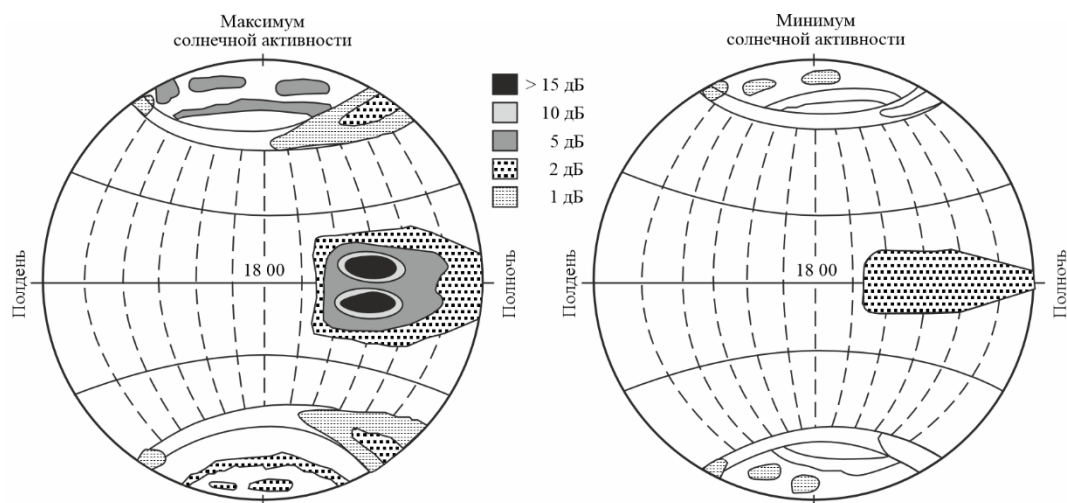 Максимум
солнечной активности
Минимум
солнечной активности
> 15 дБ
10 дБ
5 дБ
2 дБ
1 дБ
Полдень
18 00
Полночь
Полдень
18 00
Полночь